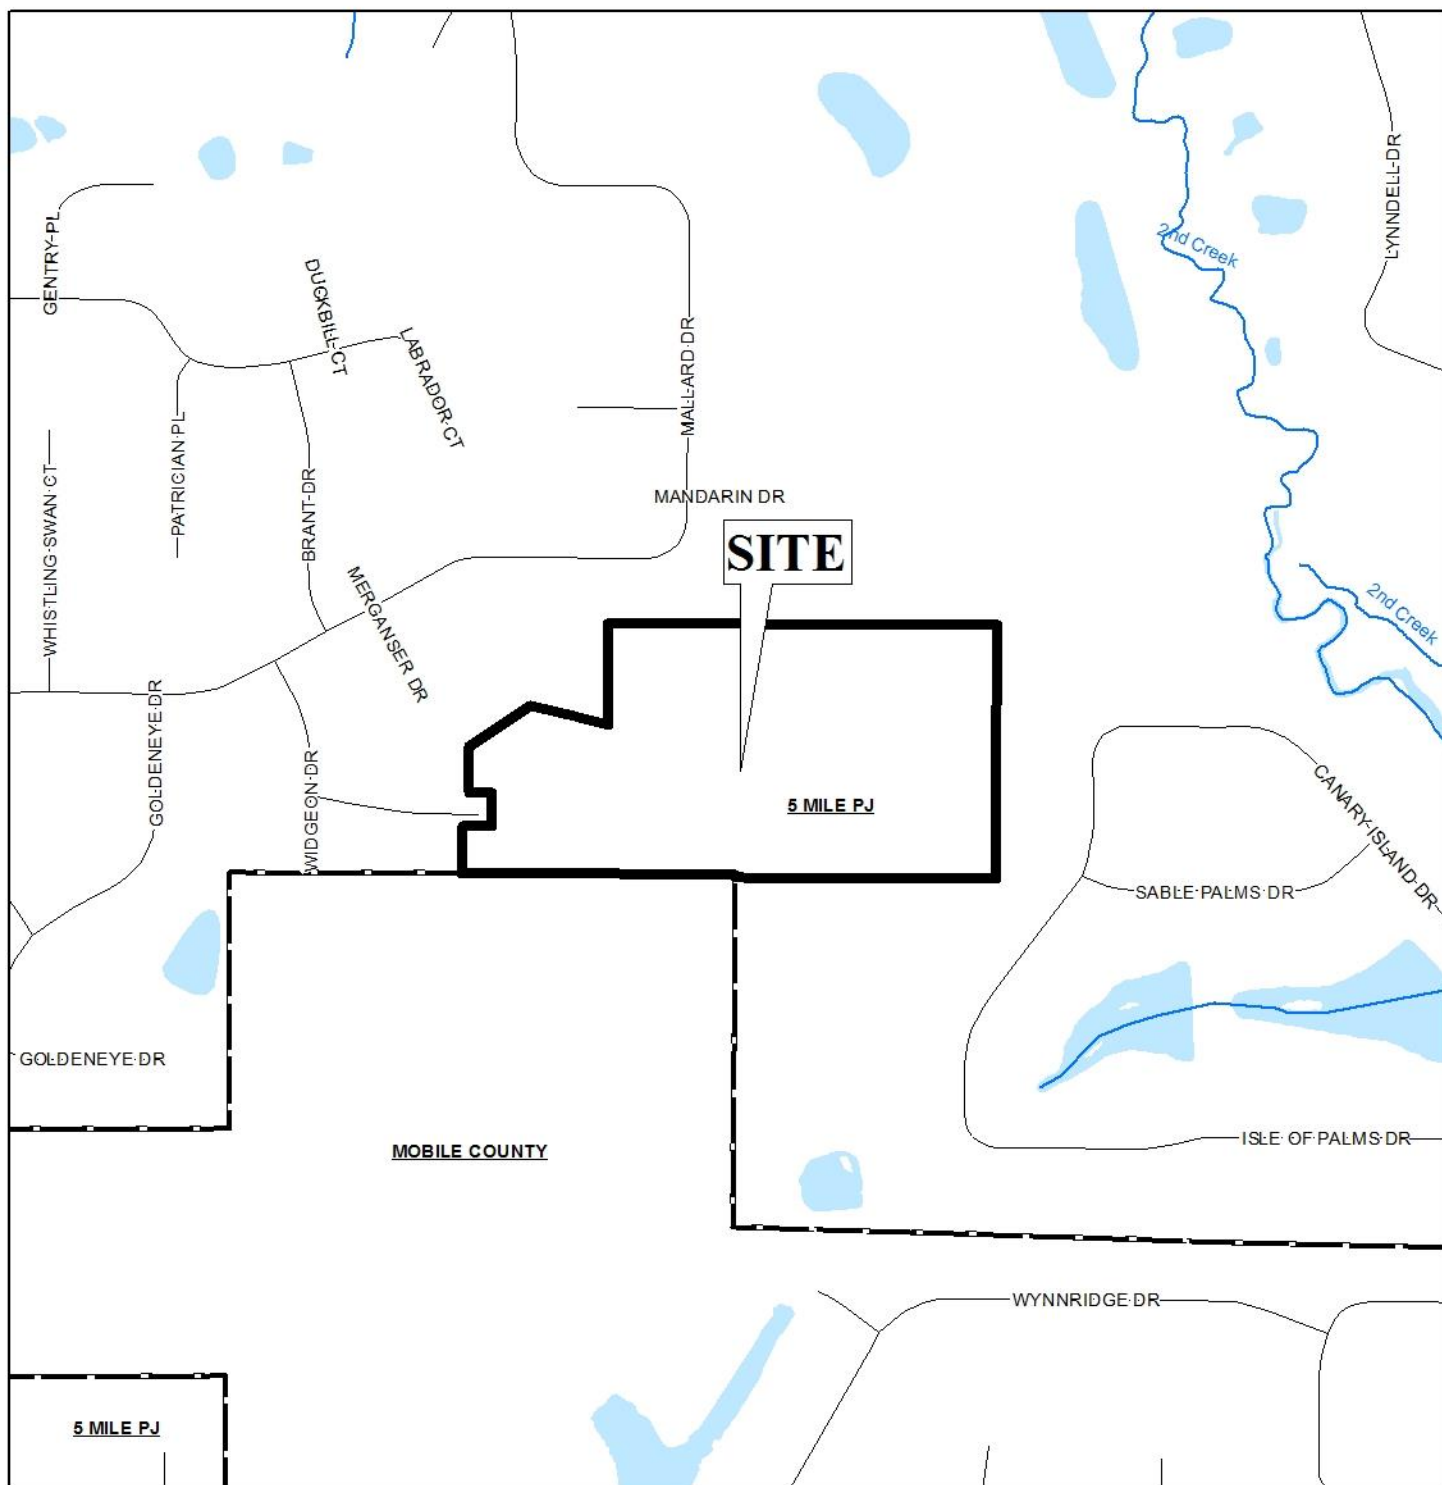 LYNNDELL DR
GENTRY PL
2nd Creek
DUCKBILL CT
LABRADOR CT
MALLARD DR
PATRICIAN PL
WHISTLING SWAN CT
BRANT DR
MANDARIN DR
SITE
MERGANSER DR
2nd Creek
GOLDENEYE DR
WIDGEON DR
5 MILE PJ
CANARY ISLAND DR
SABLE PALMS DR
GOLDENEYE DR
MOBILE COUNTY
ISLE OF PALMS DR
WYNNRIDGE DR
5 MILE PJ